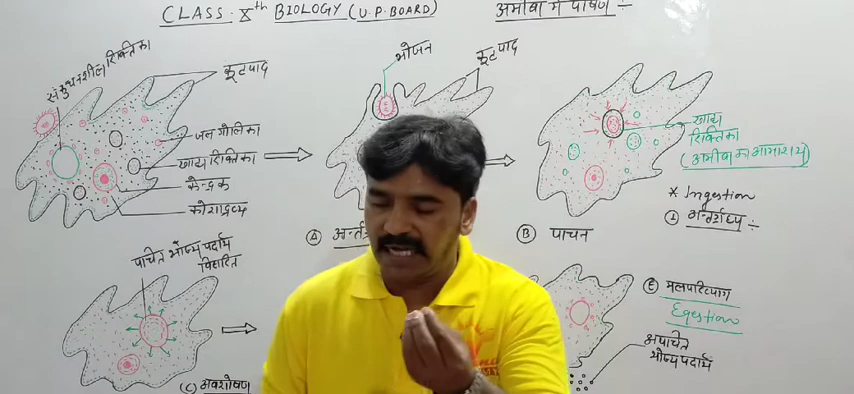 CLASS: Xth BIOLOGY (U.P. BOARD)
अमीबा में पोषण :-
संकुचनशील रिक्तिका
कूटपाद
जल गोलिका
खाद्य रिक्तिका
केन्द्रक
कोशाद्रव्य
भोजन
कूटपाद
(A)
खाद्य
रिक्तिका
(अमीबा का आमाशय)
* Ingestion
(1) अन्तर्ग्रहण :-
(B) पाचन
पाचित भोज्य पदार्थ
विसरित
(C) अवशोषण
(E) मलपरित्याग
Egestion
अपाचित
भोज्य पदार्थ